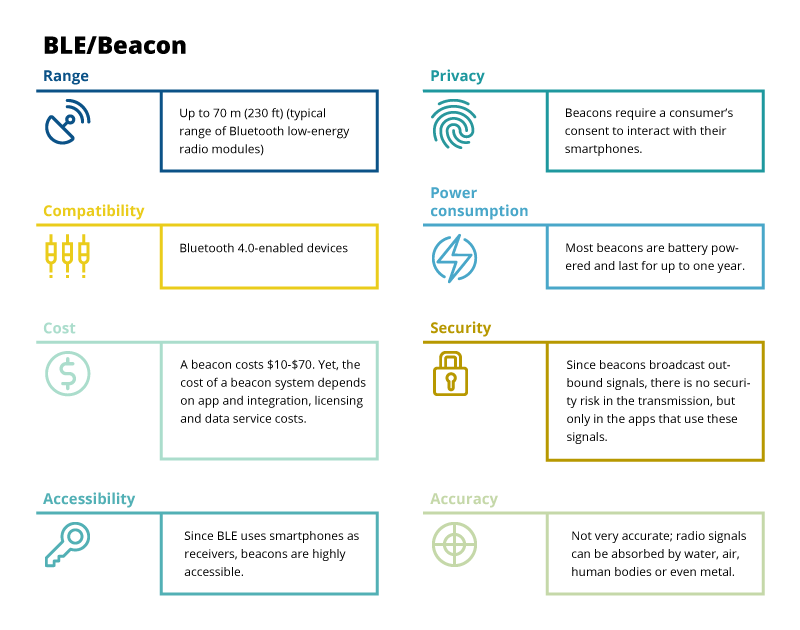 BLE/Beacon
Range
Up to 70 m (230 ft) (typical
range of Bluetooth low-energy
radio modules)
Privacy
Beacons require a consumer’s
consent to interact with their
smartphones.
Compatibility
Bluetooth 4.0-enabled devices
Power
consumption
Most beacons are battery pow-
ered and last for up to one year.
Cost
A beacon costs $10-$70. Yet, the
cost of a beacon system depends
on app and integration, licensing
and data service costs.
Security
Since beacons broadcast out-
bound signals, there is no securi-
ty risk in the transmission, but
only in the apps that use these
signals.
Accessibility
Since BLE uses smartphones as
receivers, beacons are highly
accessible.
Accuracy
Not very accurate; radio signals
can be absorbed by water, air,
human bodies or even metal.